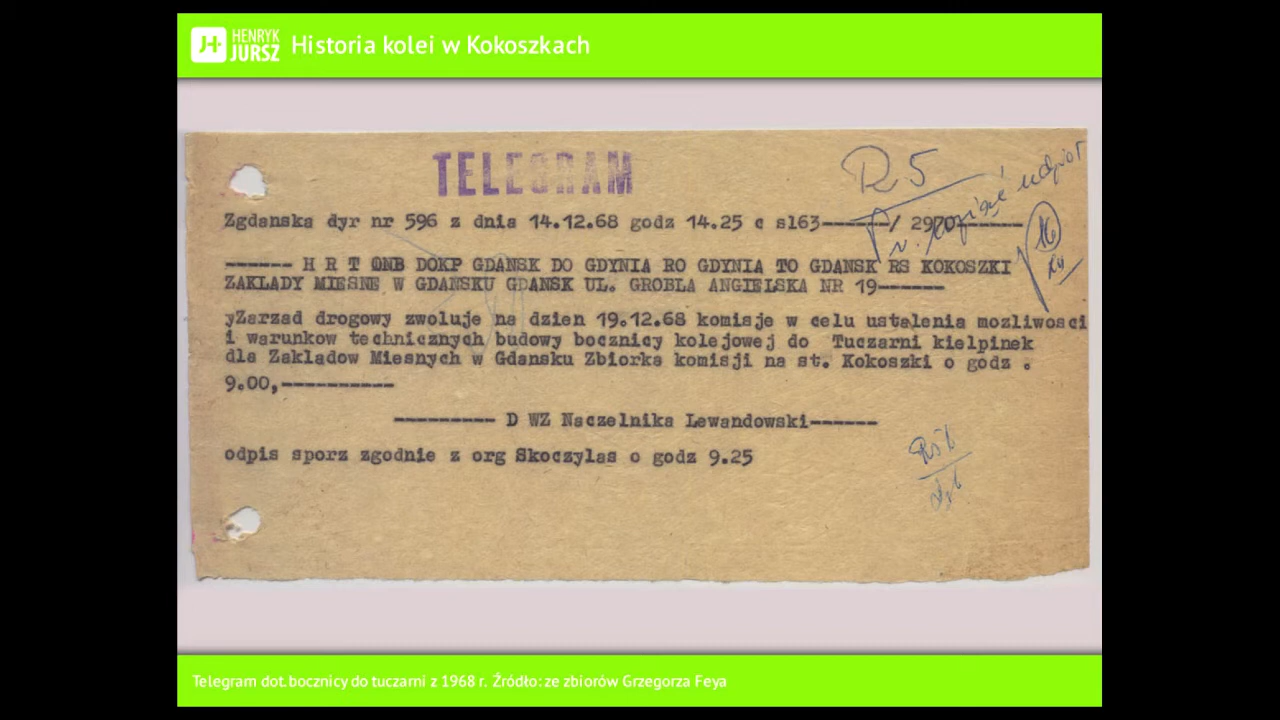 HENRYK
JURSZ
Historia kolei w Kokoszkach
TELEGRAM
R 5
Zgdanska dyr nr 596 z dnia 14.12.68 godz 14.25 c sl63-----/ 2970-------
16
------ H R T ONB DOKP GDANSK DO GDYNIA RO GDYNIA TO GDANSK RS KOKOSZKI
ZAKLADY MIESNE W GDANSKU GDANSK UL. GROBLA ANGIELSKA NR 19------
yZarzad drogowy zwoluje na dzien 19.12.68 komisje w celu ustalenia mozliwosci
i warunkow technicznych budowy bocznicy kolejowej do Tuczarni kielpinek
dla Zakladow Miesnych w Gdansku Zbiorka komisji na st. Kokoszki o godz .
9.00,----------
--------- D WZ Naczelnika Lewandowski------
odpis sporz zgodnie z org Skoczylas o godz 9.25
Telegram dot. bocznicy do tuczarni z 1968 r. Źródło: ze zbiorów Grzegorza Feya